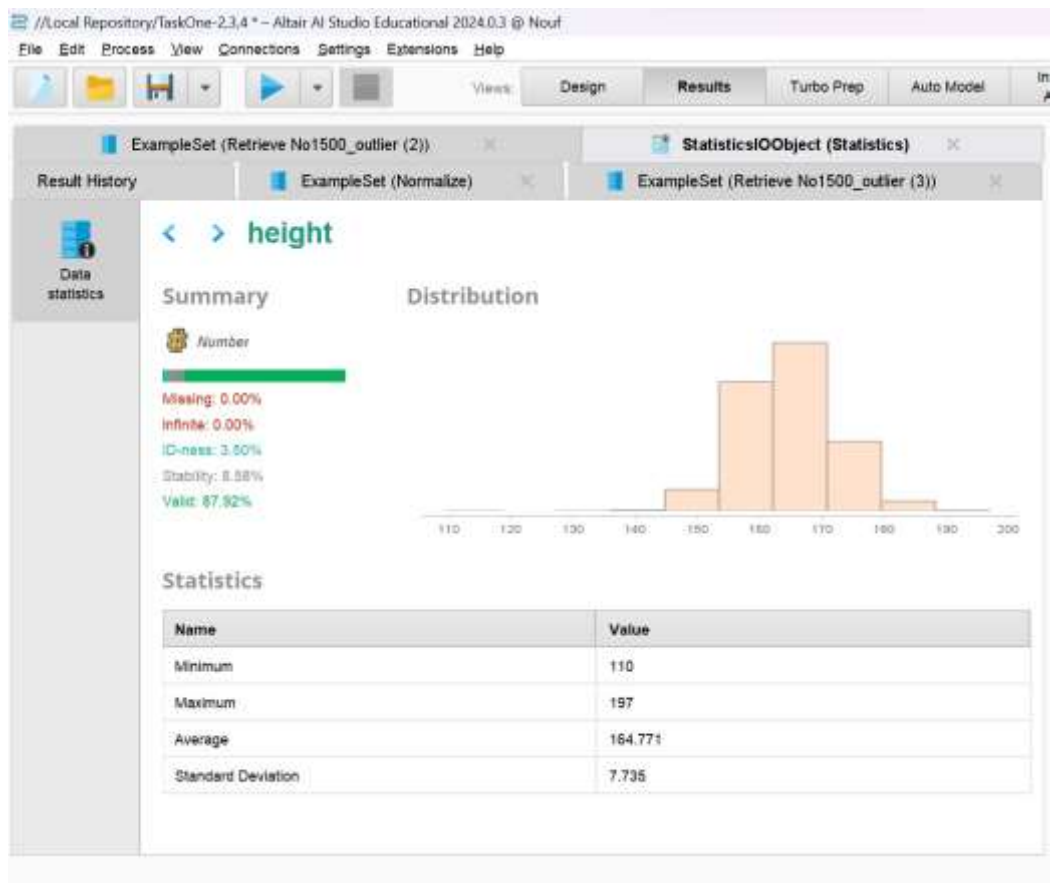 //Local Repository/TaskOne-2,3,4 * – Altair AI Studio Educational 2024.0.3 @ Nouf
File Edit Process View Connections Settings Extensions Help
Views: Design Results Turbo Prep Auto Model
ExampleSet (Retrieve No1500_outlier (2)) StatisticsIOObject (Statistics)
Result History ExampleSet (Normalize) ExampleSet (Retrieve No1500_outlier (3))
Data
statistics
< > height
Summary Distribution
Number
Missing: 0.00%
Infinite: 0.00%
ID-ness:
Stability:
Valid: 87.92%
110 120 130 140 150 160 170 180 190 200
Statistics
Name Value
Minimum 110
Maximum 197
Average 164.771
Standard Deviation 7.735